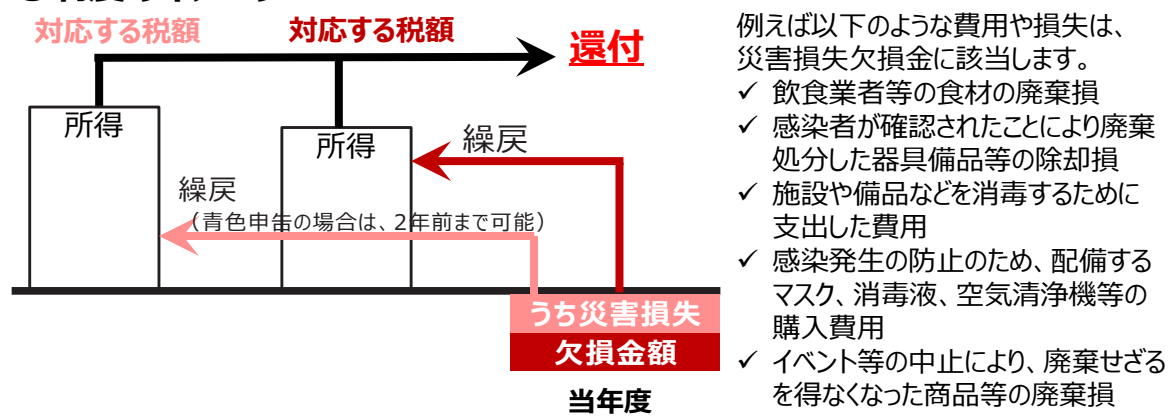 対応する税額
対応する税額
還付
所得
所得
繰戻
繰戻
（青色申告の場合は、2年前まで可能）
うち災害損失
欠損金額
当年度
例えば以下のような費用や損失は、
災害損失欠損金に該当します。
✓ 飲食業者等の食材の廃棄損
✓ 感染者が確認されたことにより廃棄
処分した器具備品等の除却損
✓ 施設や備品などを消毒するために
支出した費用
✓ 感染発生の防止のため、配備する
マスク、消毒液、空気清浄機等の
購入費用
✓ イベント等の中止により、廃棄せざる
を得なくなった商品等の廃棄損